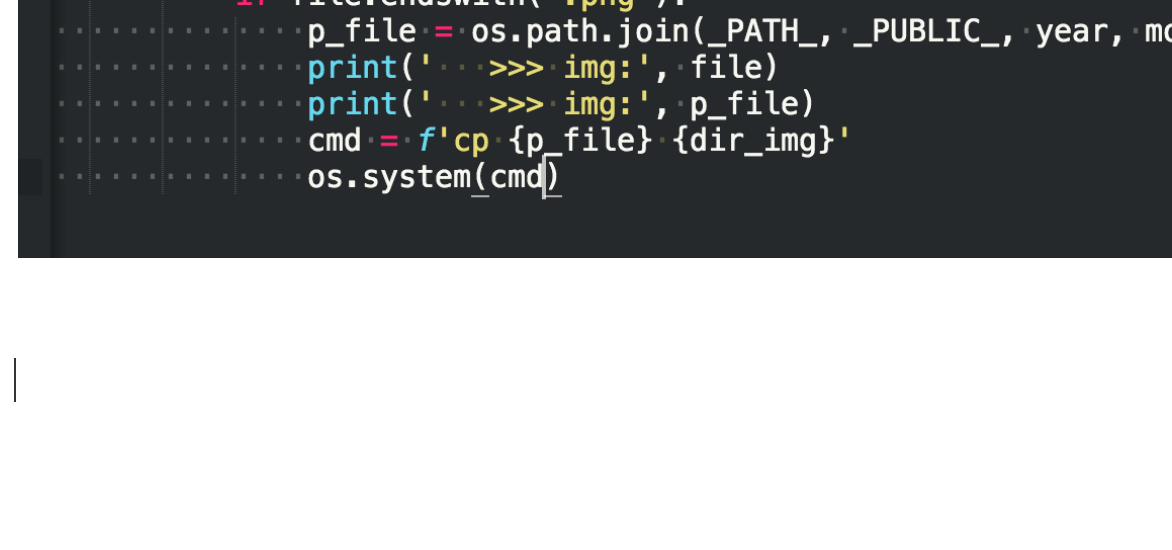 if file.endswith('.png'):
p_file = os.path.join(_PATH_, _PUBLIC_, year,
print('   >>> img:', file)
print('   >>> img:', p_file)
cmd = f'cp {p_file} {dir_img}'
os.system(cmd)